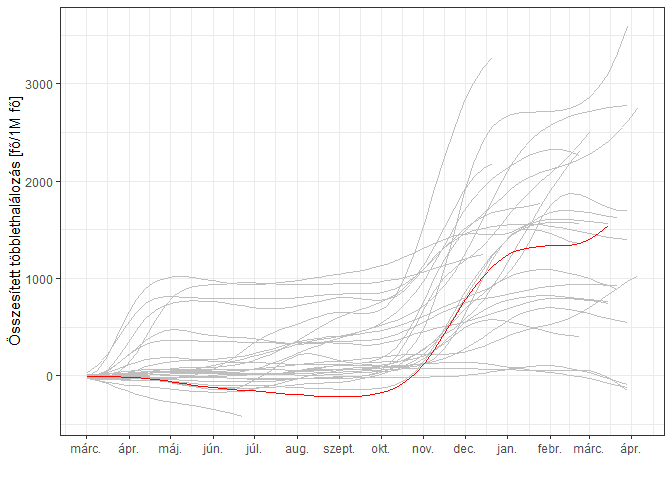 Összesített többlethalálozás [fő/1M fő]
3000
2000
1000
0
márc. ápr. máj. jún. júl. aug. szept. okt. nov. dec. jan. febr. márc. ápr.